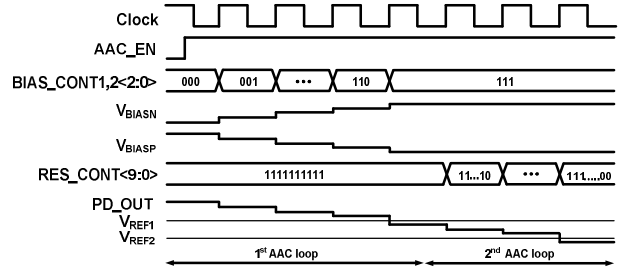 Clock
AAC_EN
BIAS_CONT1,2<2:0> 000 001 ••• 110 111
VBIASN
VBIASP
RES_CONT<9:0> 1111111111 11...10 ••• 111.....00
PD_OUT
VREF1
VREF2
1st AAC loop 2nd AAC loop